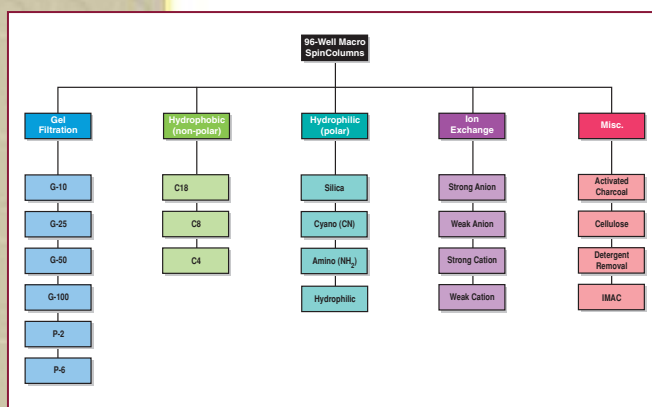 96-Well Macro
SpinColumns
Gel
Filtration
G-10
G-25
G-50
G-100
P-2
P-6
Hydrophobic
(non-polar)
C18
C8
C4
Hydrophilic
(polar)
Silica
Cyano (CN)
Amino (NH₂)
Hydrophilic
Ion
Exchange
Strong Anion
Weak Anion
Strong Cation
Weak Cation
Misc.
Activated
Charcoal
Cellulose
Detergent
Removal
IMAC